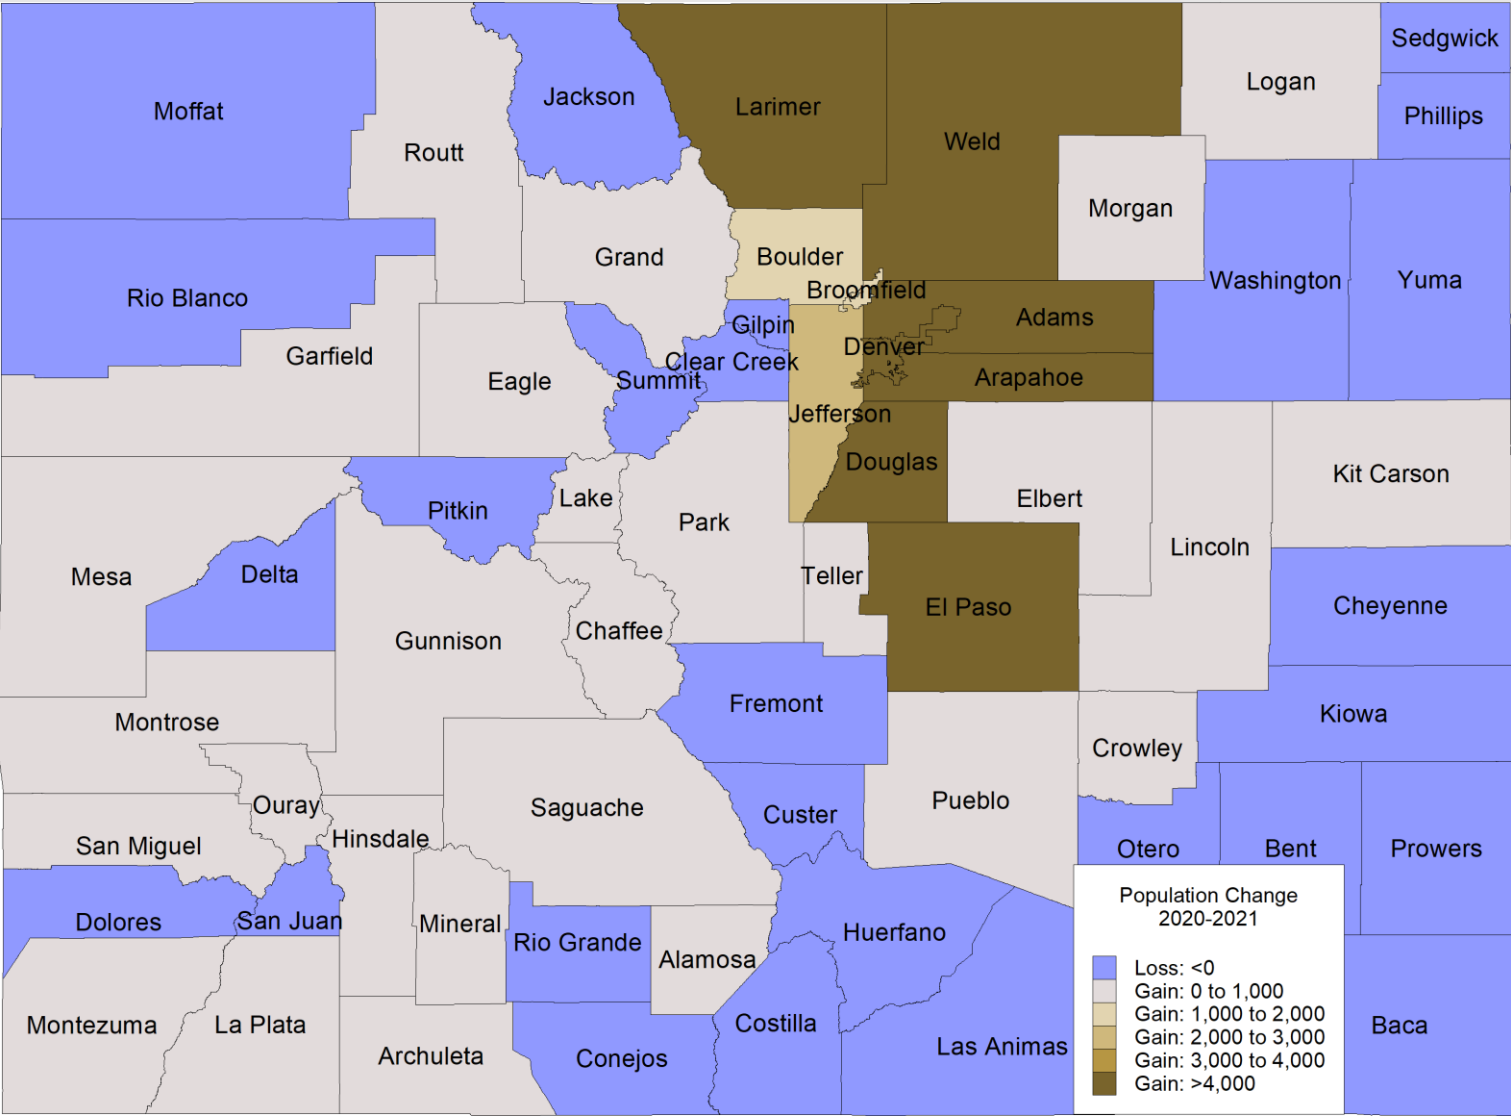 Sedgwick
Logan
Jackson
Larimer
Moffat
Phillips
Weld
Routt
Morgan
Grand
Boulder
Washington
Yuma
Broomfield
Rio Blanco
Adams
Gilpin
Denver
Garfield
Clear Creek
Eagle
Summit
Arapahoe
Jefferson
Douglas
Kit Carson
Lake
Elbert
Pitkin
Park
Lincoln
Delta
Mesa
Teller
Cheyenne
El Paso
Chaffee
Gunnison
Fremont
Kiowa
Montrose
Crowley
Pueblo
Ouray
Saguache
Custer
Hinsdale
San Miguel
Otero
Bent
Prowers
Dolores
San Juan
Mineral
Huerfano
Rio Grande
Alamosa
Montezuma
La Plata
Costilla
Baca
Las Animas
Archuleta
Conejos
Population Change
2020-2021
Loss: <0
Gain: 0 to 1,000
Gain: 1,000 to 2,000
Gain: 2,000 to 3,000
Gain: 3,000 to 4,000
Gain: >4,000